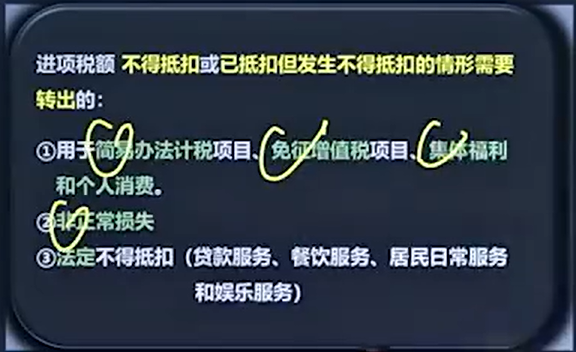 进项税额 不得抵扣或已抵扣但发生不得抵扣的情形需要
转出的：
①用于简易办法计税项目、免征增值税项目、集体福利
和个人消费。
②非正常损失
③法定不得抵扣（贷款服务、餐饮服务、居民日常服务
和娱乐服务）